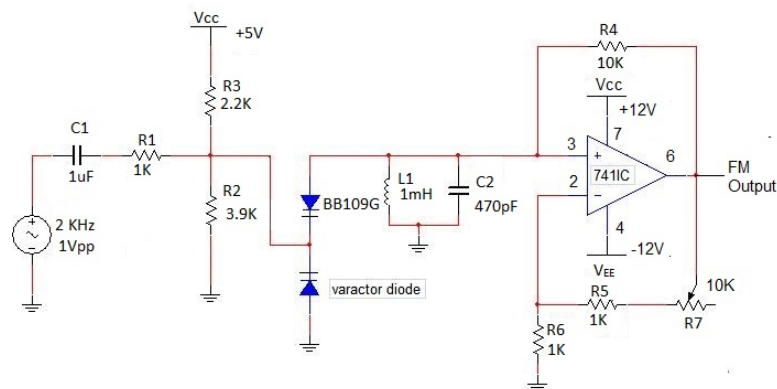 Vcc
+5V
R3
2.2K
C1
1uF
R1
1K
R2
3.9K
2 KHz
1Vpp
BB109G
varactor diode
L1
1mH
C2
470pF
R4
10K
Vcc
+12V
3
+
7
741IC
6
2
−
4
-12V
VEE
FM
Output
R5
1K
10K
R7
R6
1K